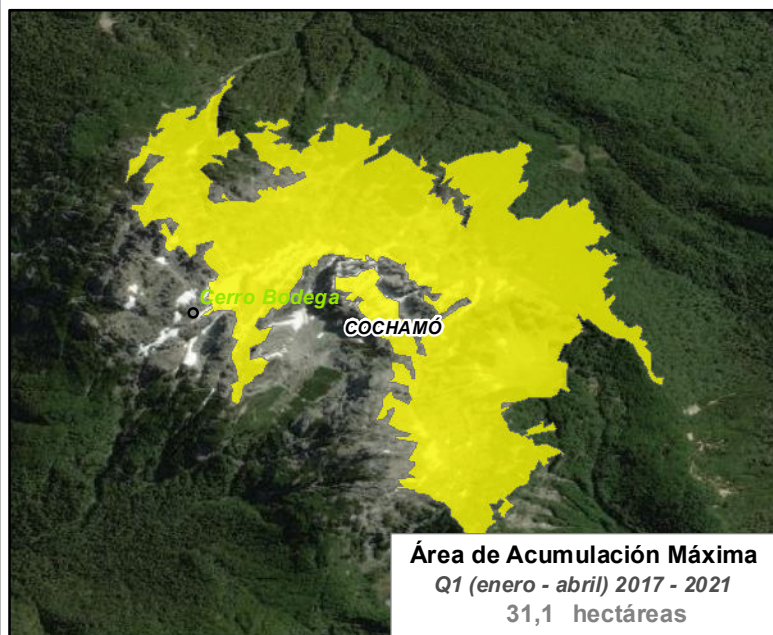 Cerro Bodega
COCHAMÓ
Área de Acumulación Máxima
Q1 (enero - abril) 2017 - 2021
31,1 hectáreas